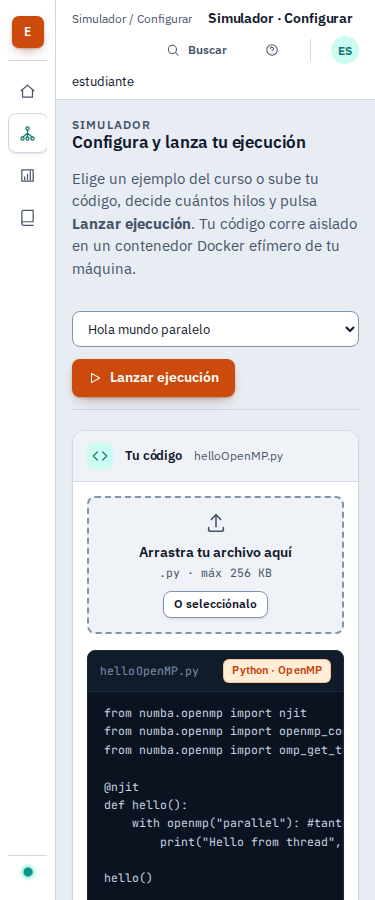 E
Simulador / Configurar
Simulador · Configurar
Buscar
ES
estudiante
SIMULADOR
Configura y lanza tu ejecución
Elige un ejemplo del curso o sube tu
código, decide cuántos hilos y pulsa
Lanzar ejecución. Tu código corre aislado
en un contenedor Docker efímero de tu
máquina.
Hola mundo paralelo
Lanzar ejecución
Tu código helloOpenMP.py
Arrastra tu archivo aquí
.py · máx 256 KB
O selecciónalo
helloOpenMP.py
Python · OpenMP
from numba.openmp import njit
from numba.openmp import openmp_co
from numba.openmp import omp_get_t
@njit
def hello():
with openmp("parallel"): #tant
print("Hello from thread",
hello()